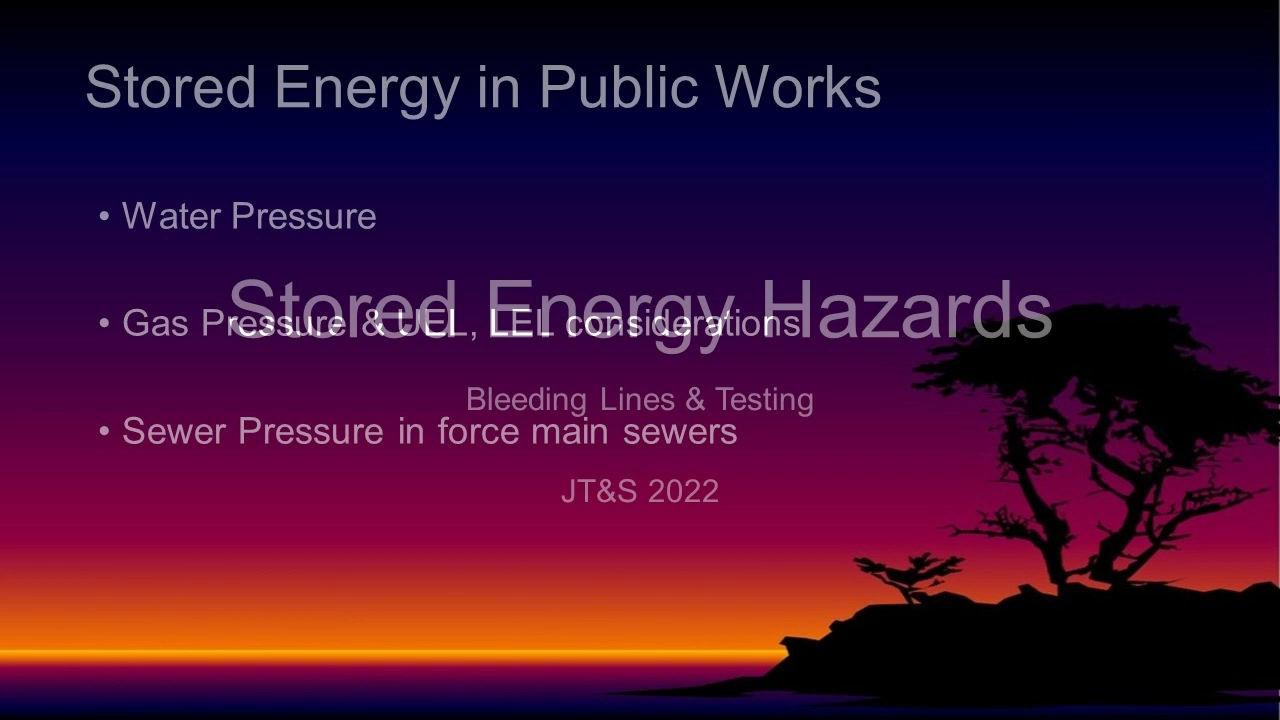 Stored Energy in Public Works
• Water Pressure
Stored Energy Hazards
• Gas Pressure & UEL, LEL considerations
Bleeding Lines & Testing
• Sewer Pressure in force main sewers
JT&S 2022